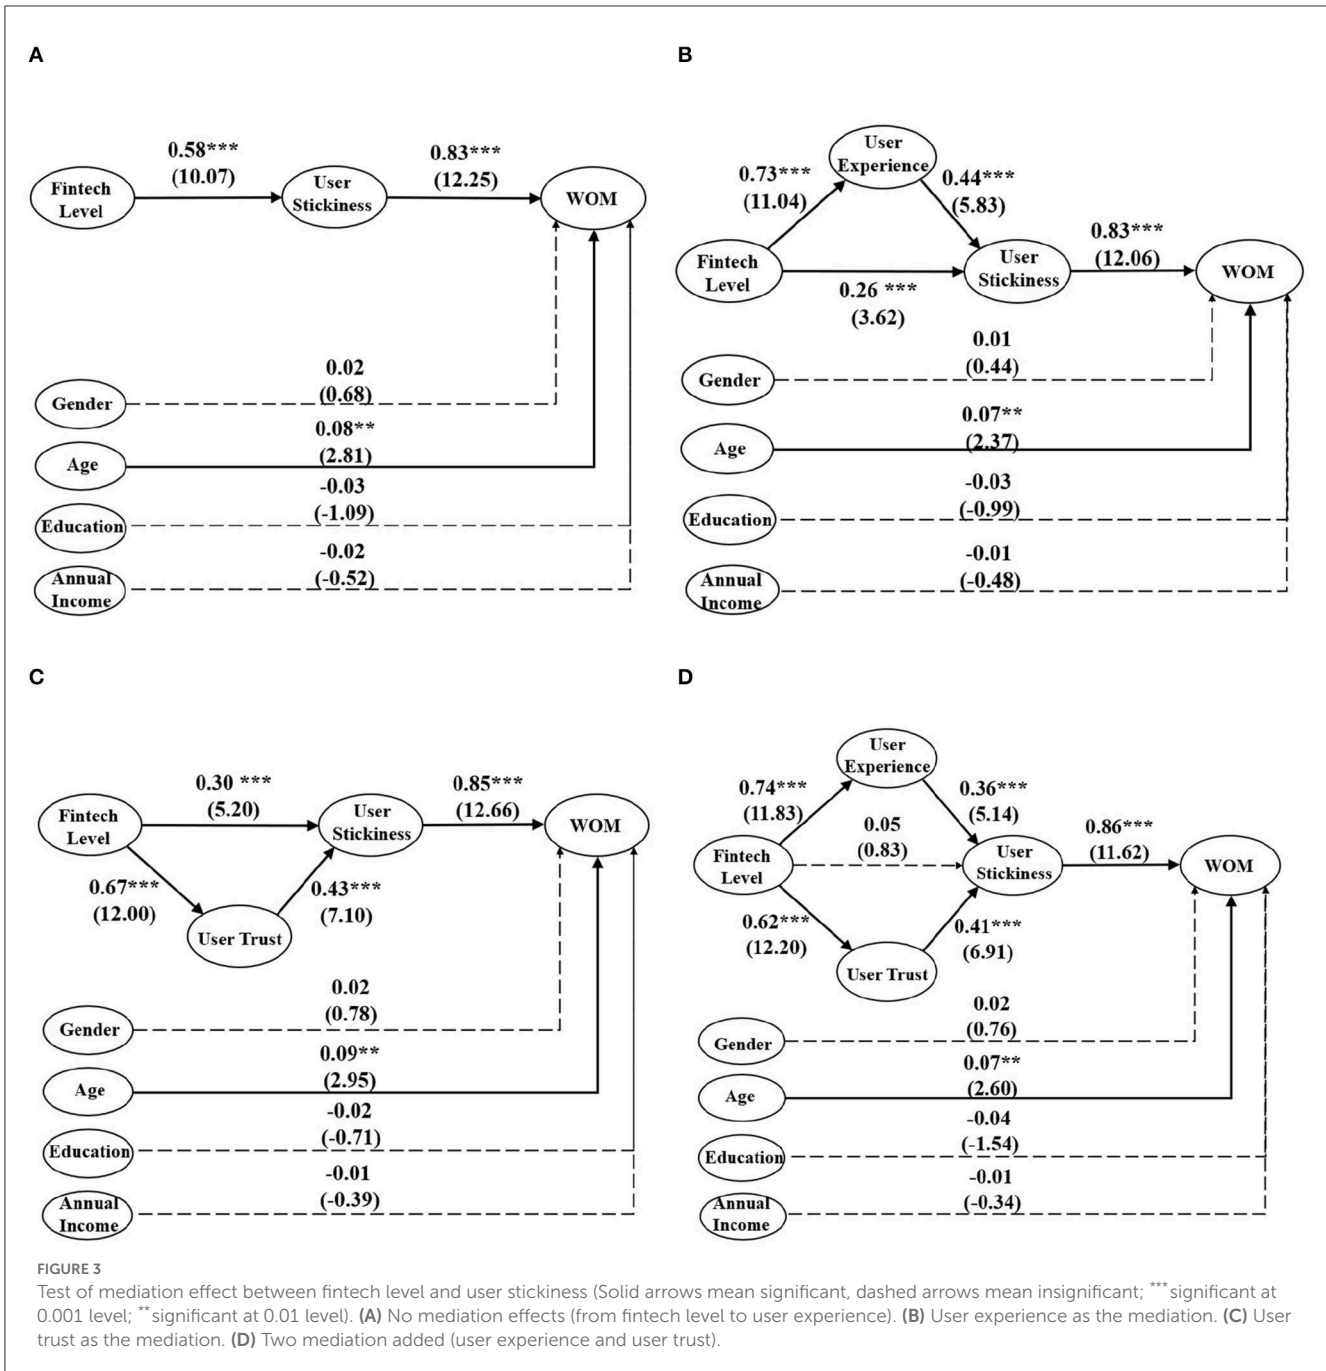 A
0.58***
(10.07)
0.83***
(12.25)
Fintech
Level
User
Stickiness
WOM
0.02
(0.68)
Gender
0.08**
(2.81)
Age
-0.03
(-1.09)
Education
-0.02
(-0.52)
Annual
Income
B
User
Experience
0.73***
(11.04)
0.44***
(5.83)
0.83***
(12.06)
Fintech
Level
User
Stickiness
WOM
0.26 ***
(3.62)
0.01
(0.44)
Gender
0.07**
(2.37)
Age
-0.03
(-0.99)
Education
-0.01
(-0.48)
Annual
Income
C
0.30 ***
(5.20)
0.85***
(12.66)
Fintech
Level
User
Stickiness
WOM
0.67***
(12.00)
0.43***
(7.10)
User Trust
0.02
(0.78)
Gender
0.09**
(2.95)
Age
-0.02
(-0.71)
Education
-0.01
(-0.39)
Annual
Income
D
User
Experience
0.74***
(11.83)
0.36***
(5.14)
0.05
(0.83)
0.86***
(11.62)
Fintech
Level
User
Stickiness
WOM
0.62***
(12.20)
0.41***
(6.91)
User Trust
0.02
(0.76)
Gender
0.07**
(2.60)
Age
-0.04
(-1.54)
Education
-0.01
(-0.34)
Annual
Income
FIGURE 3
Test of mediation effect between fintech level and user stickiness (Solid arrows mean significant, dashed arrows mean insignificant; ***significant at
0.001 level; **significant at 0.01 level). (A) No mediation effects (from fintech level to user experience). (B) User experience as the mediation. (C) User
trust as the mediation. (D) Two mediation added (user experience and user trust).